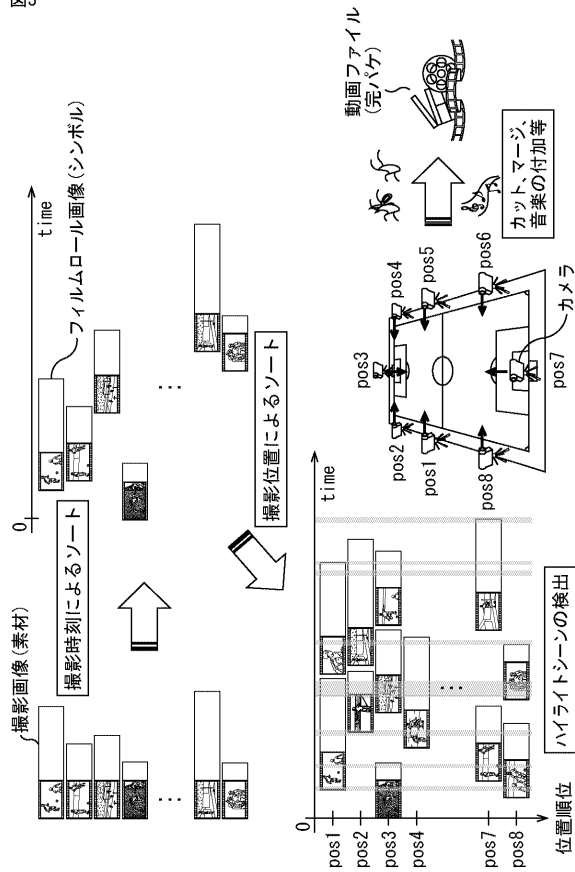 図5
撮影画像(素材)
撮影時刻によるソート
0
time
フィルムロール画像(シンボル)
撮影位置によるソート
0
time
pos1
pos2
pos3
pos4
pos7
pos8
位置順位
ハイライトシーンの検出
pos1
pos2
pos3
pos4
pos5
pos6
pos7
pos8
カメラ
カット、マージ、
音楽の付加等
動画ファイル
(完パケ)